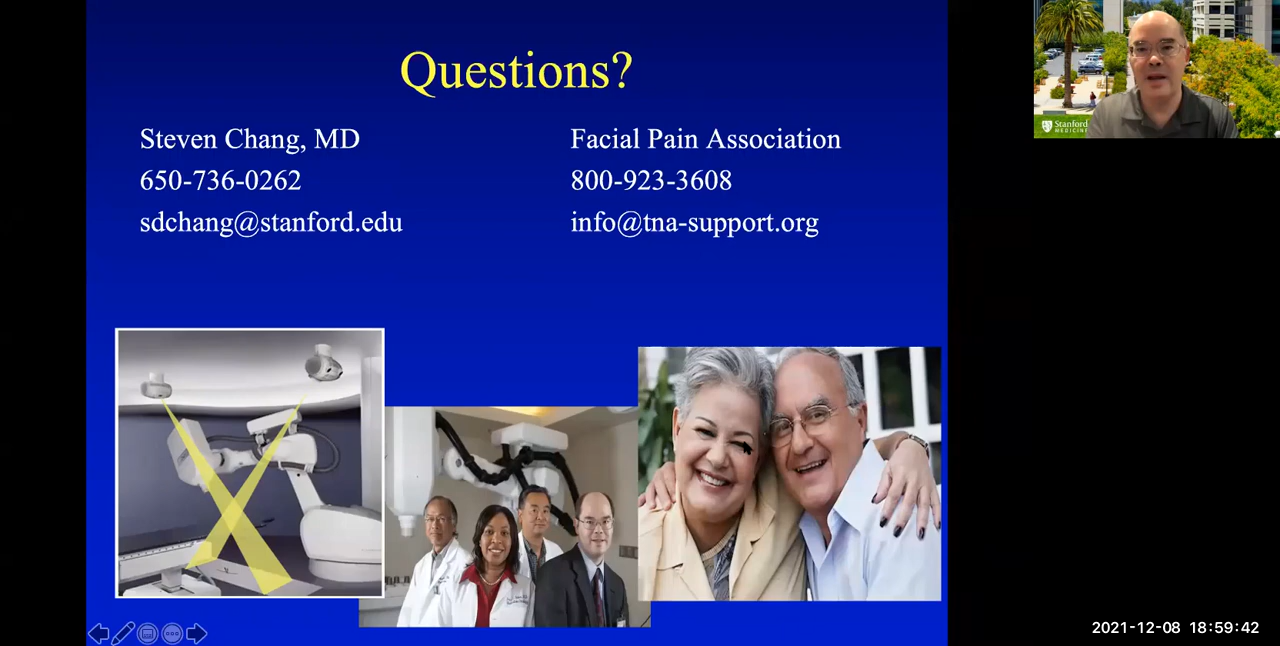 Questions?
Steven Chang, MD
650-736-0262
sdchang@stanford.edu
Facial Pain Association
800-923-3608
info@tna-support.org
Stanford
MEDICINE
2021-12-08 18:59:42